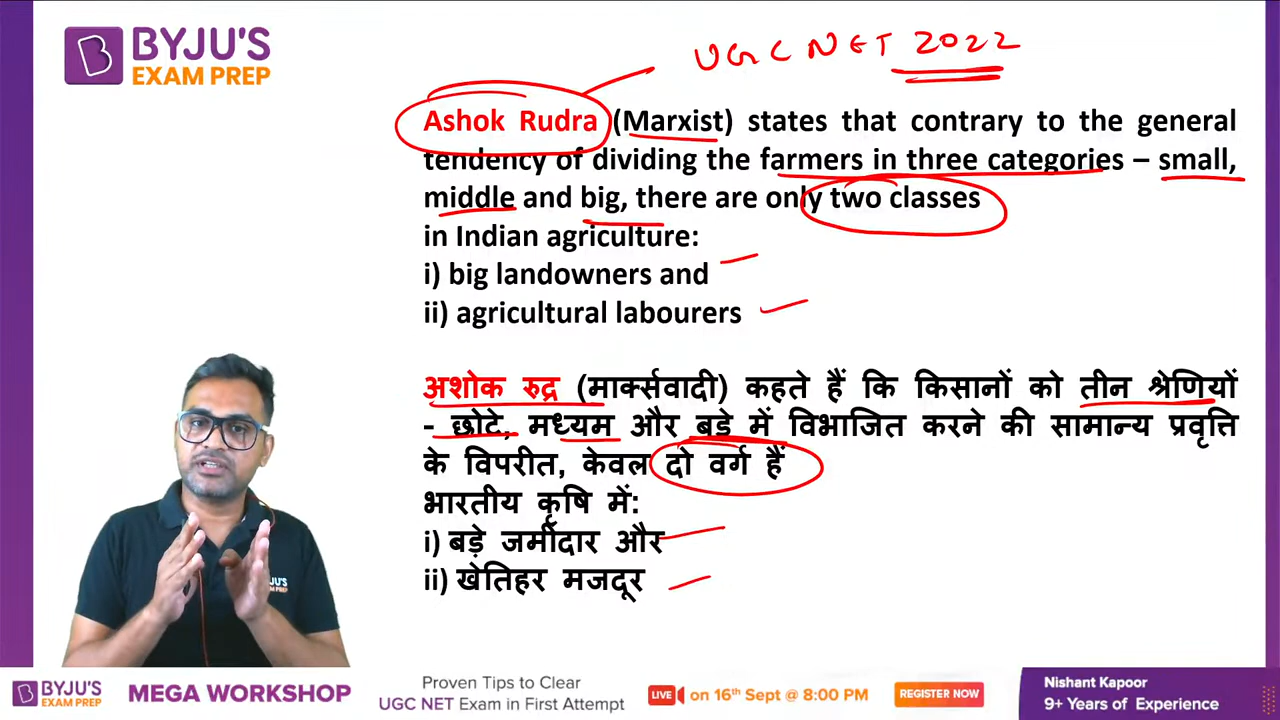 BYJU'S
EXAM PREP
UGC NET 2022
Ashok Rudra (Marxist) states that contrary to the general
tendency of dividing the farmers in three categories – small,
middle and big, there are only two classes
in Indian agriculture:
i) big landowners and
ii) agricultural labourers
अशोक रुद्र (मार्क्सवादी) कहते हैं कि किसानों को तीन श्रेणियों
- छोटे, मध्यम और बड़े में विभाजित करने की सामान्य प्रवृत्ति
के विपरीत, केवल दो वर्ग हैं
भारतीय कृषि में:
i) बड़े जमींदार और
ii) खेतिहर मजदूर
BYJU'S
BYJU'S
EXAM PREP
MEGA WORKSHOP
Proven Tips to Clear
UGC NET Exam in First Attempt
LIVE on 16th Sept @ 8:00 PM
REGISTER NOW
Nishant Kapoor
9+ Years of Experience